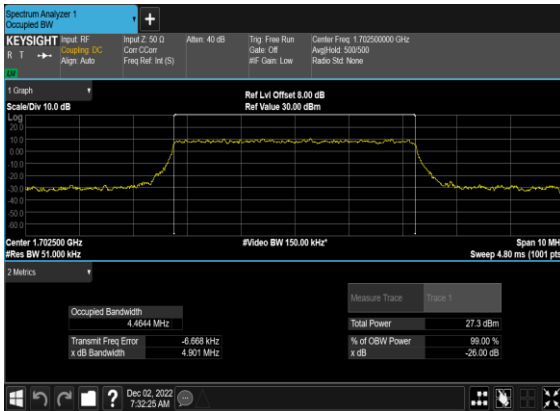 Spectrum Analyzer 1
Occupied BW
KEYSIGHT
R T
LW
Input: RF
Coupling: DC
Align: Auto
Input Z: 50 Ω
Corr CCorr
Freq Ref: Int (S)
Atten: 40 dB
Trig: Free Run
Gate: Off
#IF Gain: Low
Center Freq: 1.702500000 GHz
Avg|Hold: 500/500
Radio Std: None
1 Graph
Scale/Div 10.0 dB
Ref Lvl Offset 8.00 dB
Ref Value 30.00 dBm
Log
20.0
10.0
0.00
-10.0
-20.0
-30.0
-40.0
-50.0
-60.0
Center 1.702500 GHz
#Video BW 150.00 kHz*
Span 10 MH
#Res BW 51.000 kHz
Sweep 4.80 ms (1001 pts
2 Metrics
Measure Trace
Trace 1
Occupied Bandwidth
4.4644 MHz
Total Power
27.3 dBm
Transmit Freq Error
-6.668 kHz
% of OBW Power
99.00 %
x dB Bandwidth
4.901 MHz
x dB
-26.00 dB
?
Dec 02, 2022
7:32:25 AM